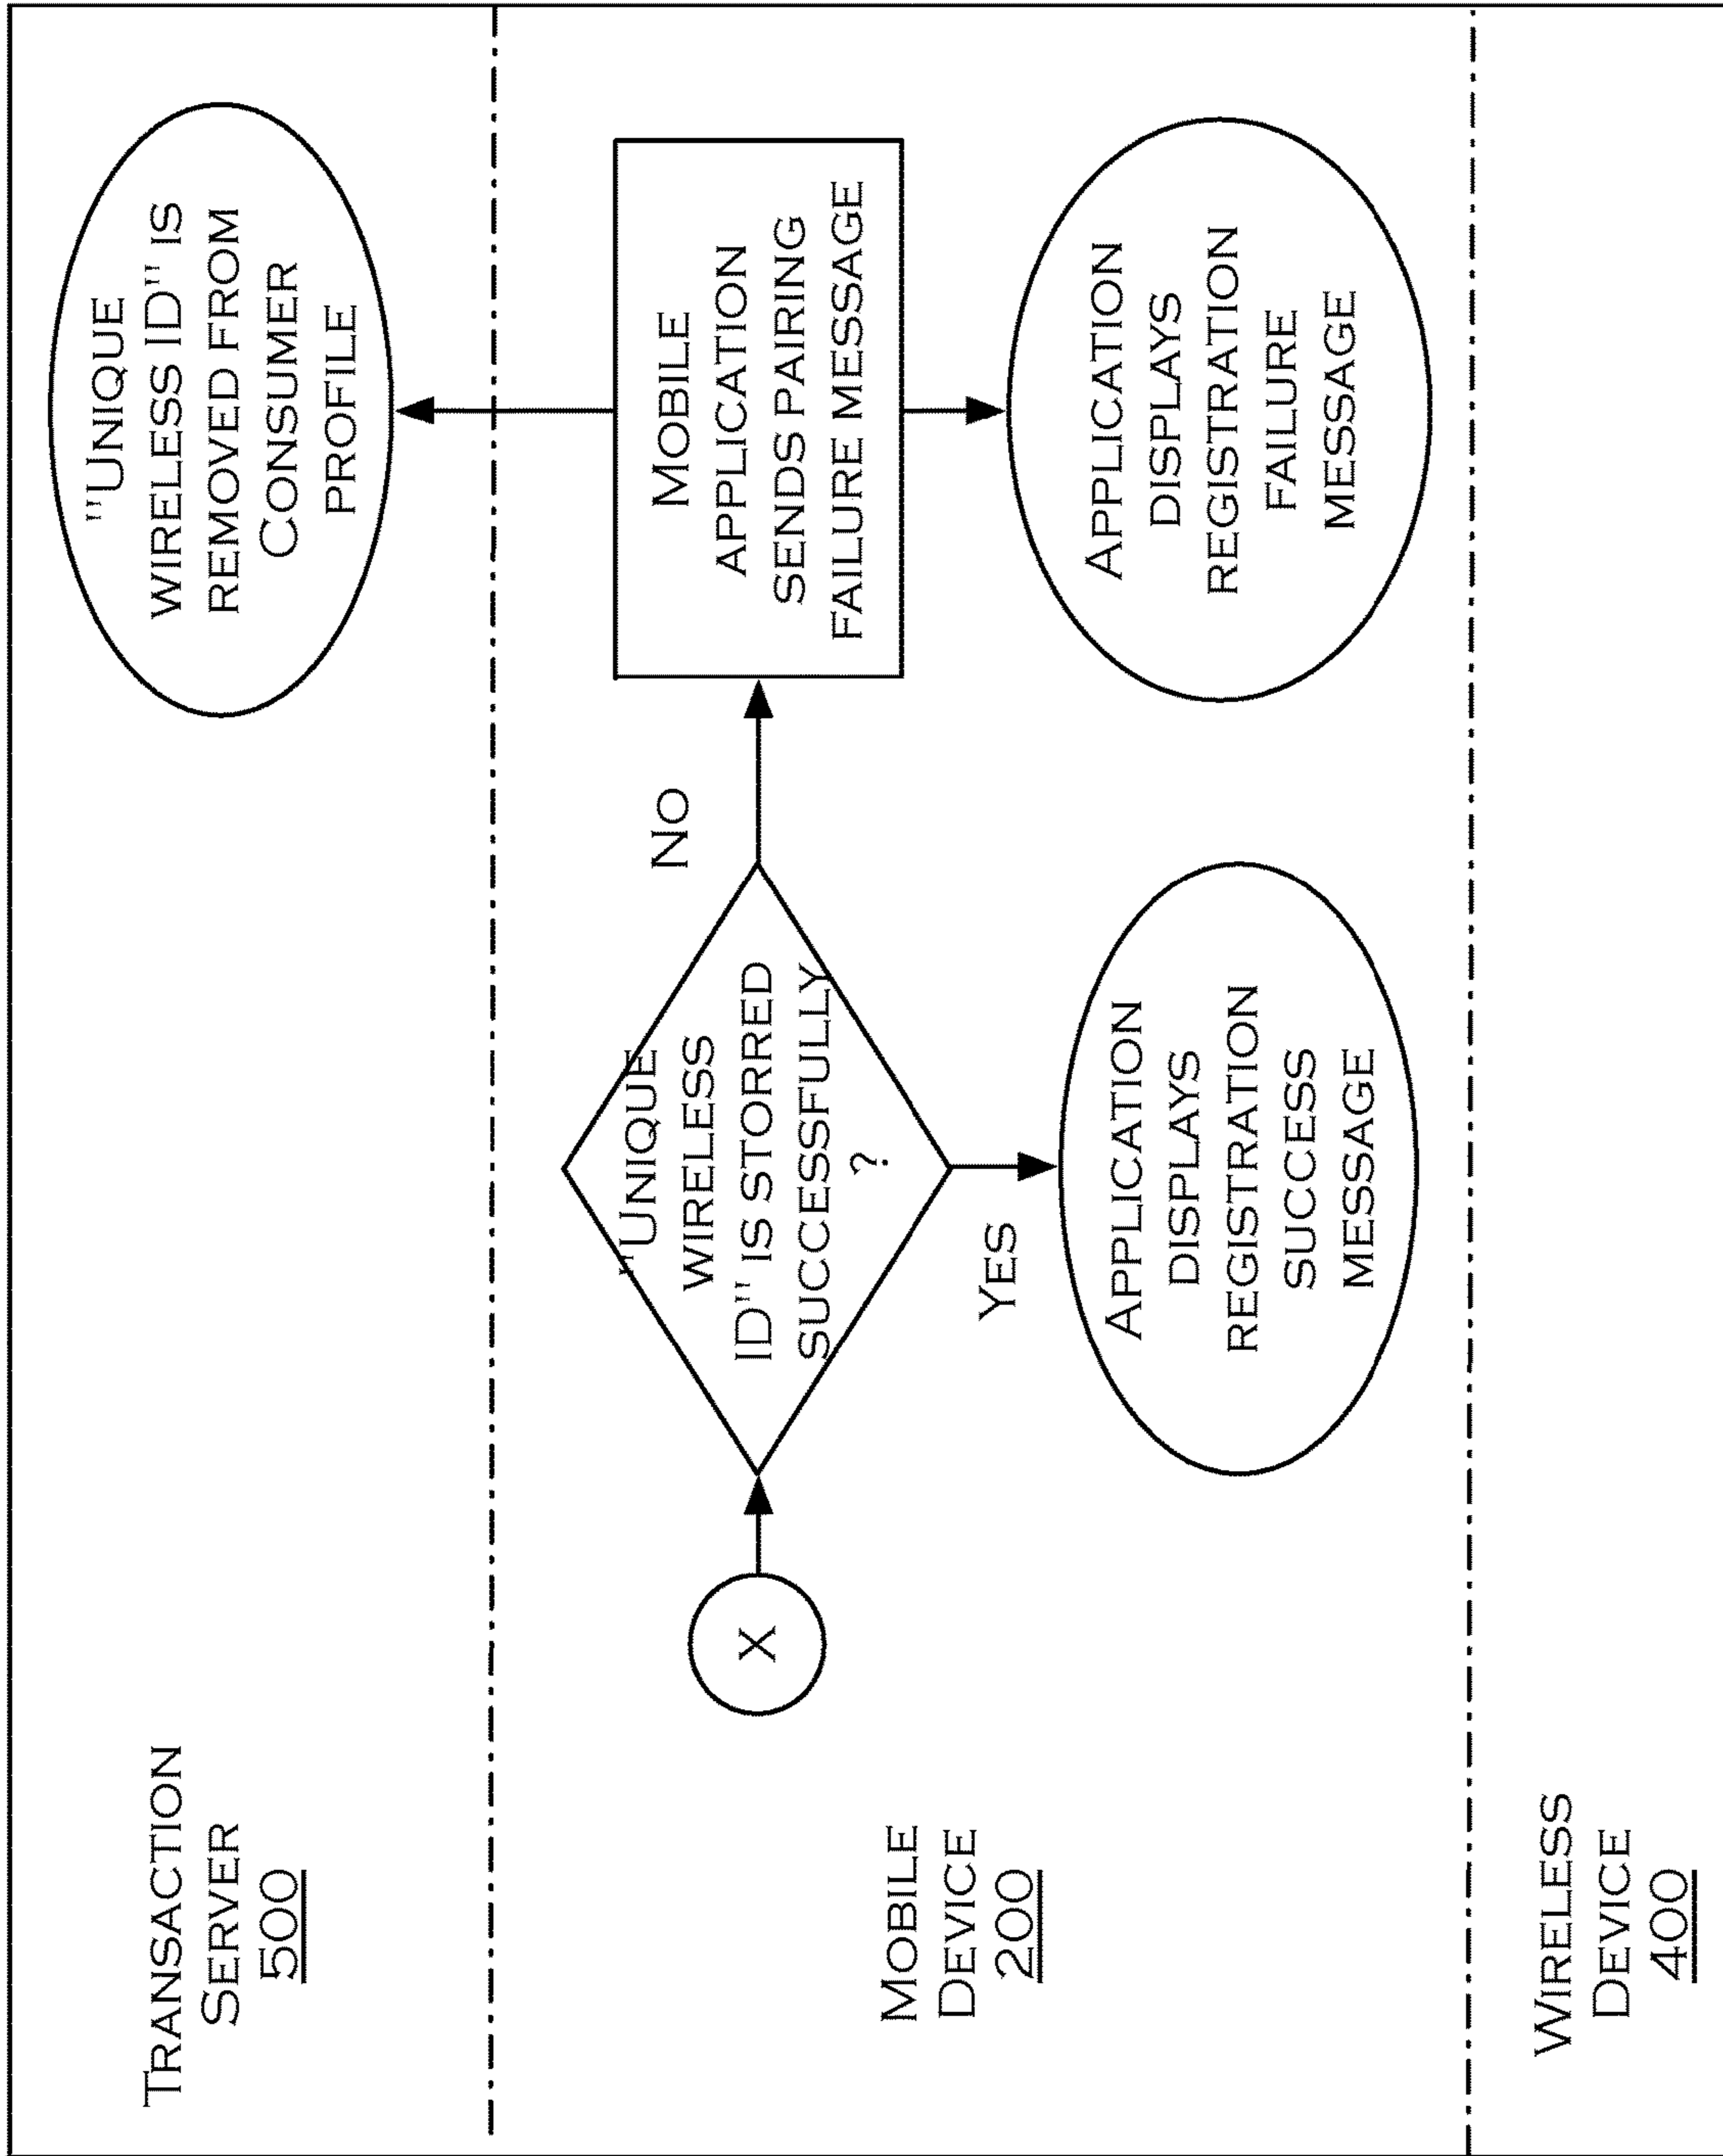 TRANSACTION
SERVER
500
"UNIQUE
WIRELESS ID" IS
REMOVED FROM
CONSUMER
PROFILE
MOBILE
DEVICE
200
X
"UNIQUE
WIRELESS
ID" IS STORRED
SUCCESSFULLY
?
NO
YES
MOBILE
APPLICATION
SENDS PAIRING
FAILURE MESSAGE
APPLICATION
DISPLAYS
REGISTRATION
SUCCESS
MESSAGE
APPLICATION
DISPLAYS
REGISTRATION
FAILURE
MESSAGE
WIRELESS
DEVICE
400